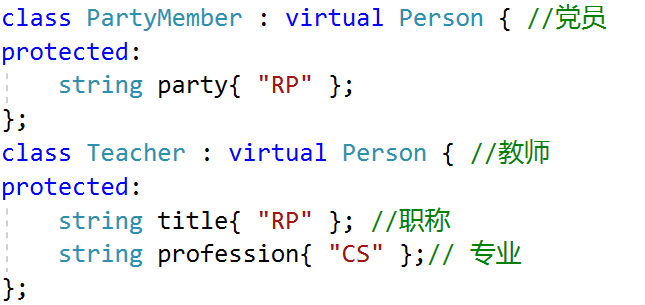 class PartyMember : virtual Person { //党员
protected:
    string party{ "RP" };
};
class Teacher : virtual Person { //教师
protected:
    string title{ "RP" }; //职称
    string profession{ "CS" };// 专业
};